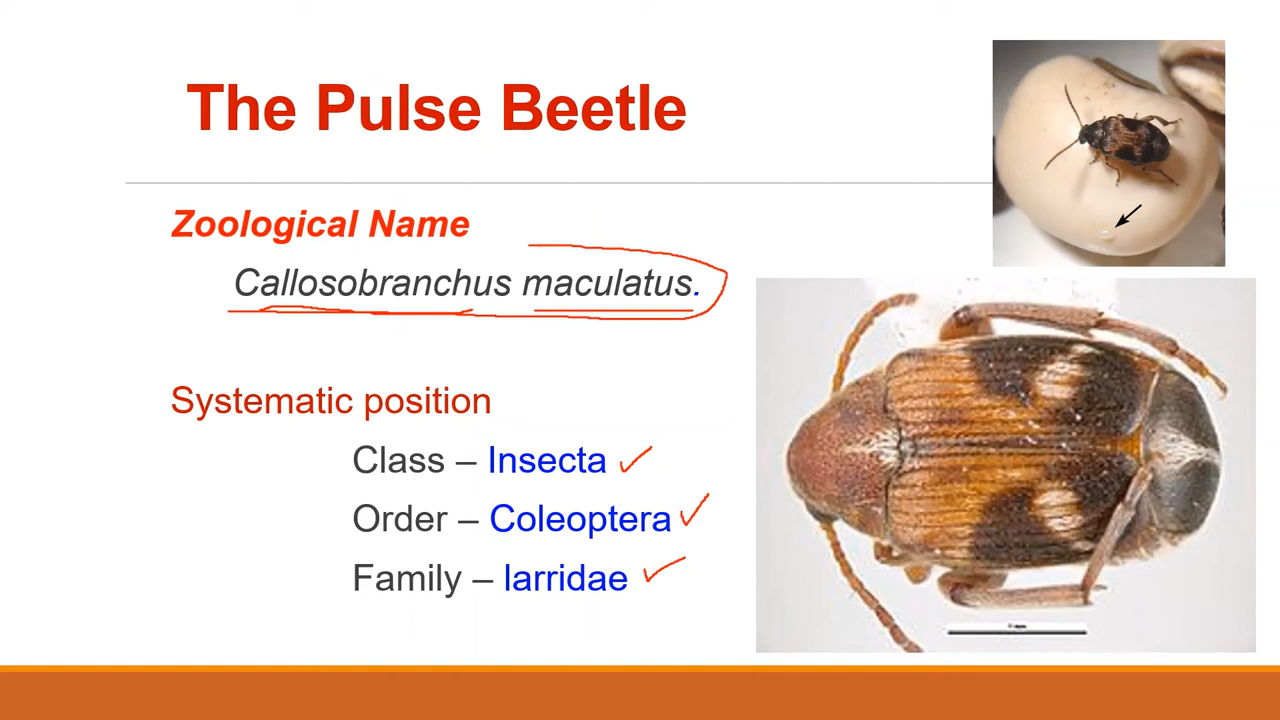 The Pulse Beetle
Zoological Name
Callosobranchus maculatus.
Systematic position
Class – Insecta
Order – Coleoptera
Family – larridae